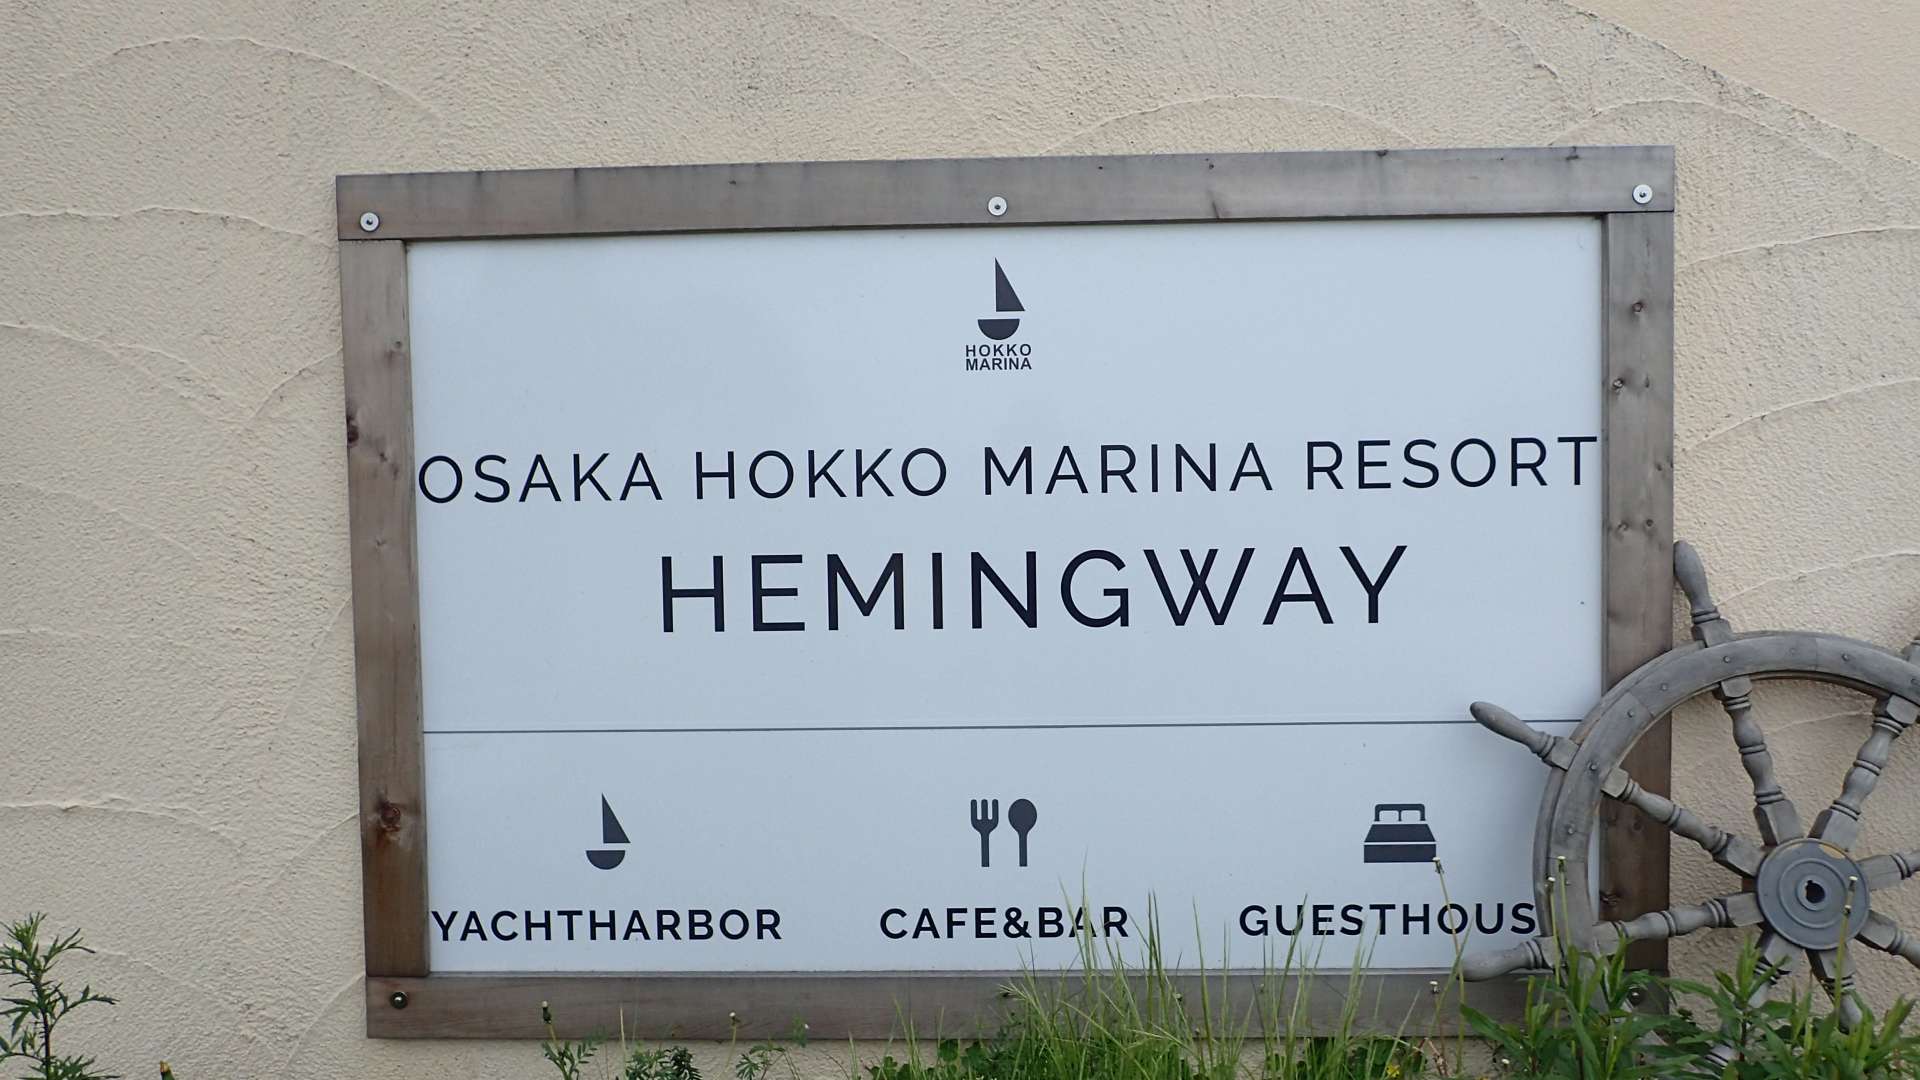 HOKKO
MARINA
OSAKA HOKKO MARINA RESORT
HEMINGWAY
YACHTHARBOR
CAFE&BAR
GUESTHOUS